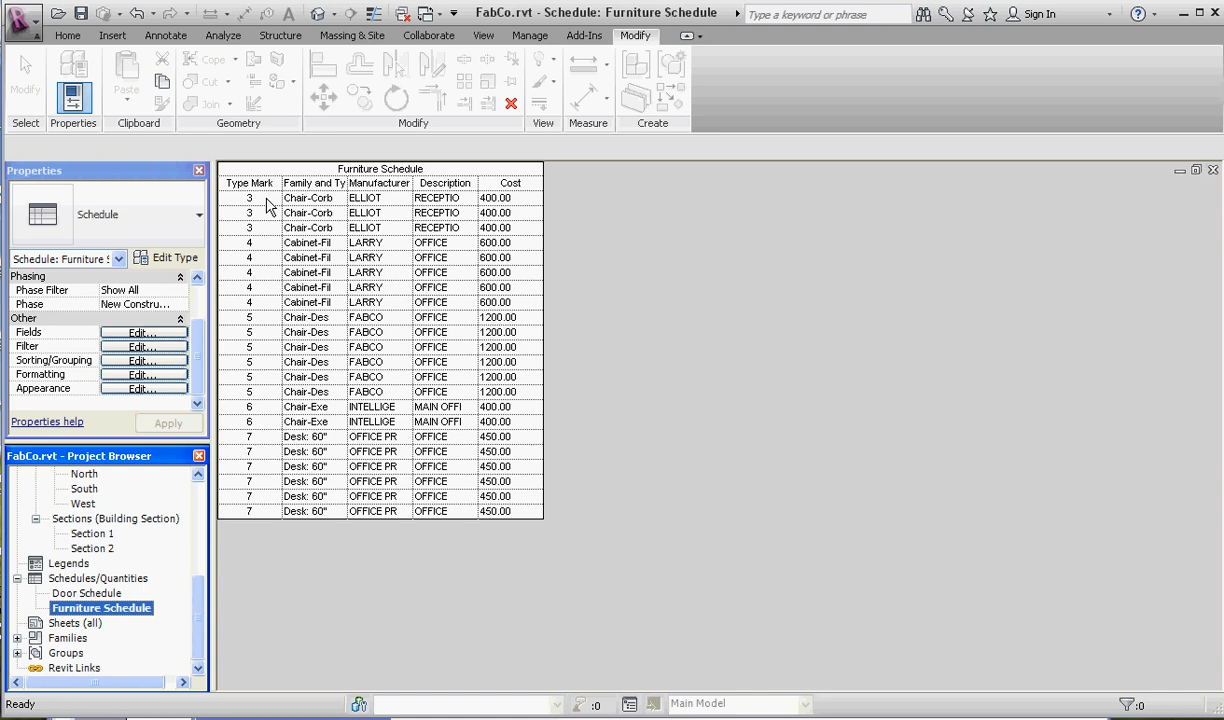 FabCo.rvt - Schedule: Furniture Schedule
Type a keyword or phrase
Sign In
Home Insert Annotate Analyze Structure Massing & Site Collaborate View Manage Add-Ins Modify
Modify
Paste
Cope
Cut
Join
Select Properties Clipboard Geometry Modify View Measure Create
Properties
Schedule
Schedule: Furniture
Edit Type
Phasing
Phase Filter Show All
Phase New Constru...
Other
Fields Edit...
Filter Edit...
Sorting/Grouping Edit...
Formatting Edit...
Appearance Edit...
Properties help
Apply
FabCo.rvt - Project Browser
North
South
West
Sections (Building Section)
Section 1
Section 2
Legends
Schedules/Quantities
Door Schedule
Furniture Schedule
Sheets (all)
Families
Groups
Revit Links
Furniture Schedule
Type Mark Family and Ty Manufacturer Description Cost
3 Chair-Corb ELLIOT RECEPTIO 400.00
3 Chair-Corb ELLIOT RECEPTIO 400.00
3 Chair-Corb ELLIOT RECEPTIO 400.00
4 Cabinet-Fil LARRY OFFICE 600.00
4 Cabinet-Fil LARRY OFFICE 600.00
4 Cabinet-Fil LARRY OFFICE 600.00
4 Cabinet-Fil LARRY OFFICE 600.00
4 Cabinet-Fil LARRY OFFICE 600.00
5 Chair-Des FABCO OFFICE 1200.00
5 Chair-Des FABCO OFFICE 1200.00
5 Chair-Des FABCO OFFICE 1200.00
5 Chair-Des FABCO OFFICE 1200.00
5 Chair-Des FABCO OFFICE 1200.00
5 Chair-Des FABCO OFFICE 1200.00
6 Chair-Exe INTELLIGE MAIN OFFI 400.00
6 Chair-Exe INTELLIGE MAIN OFFI 400.00
7 Desk: 60" OFFICE PR OFFICE 450.00
7 Desk: 60" OFFICE PR OFFICE 450.00
7 Desk: 60" OFFICE PR OFFICE 450.00
7 Desk: 60" OFFICE PR OFFICE 450.00
7 Desk: 60" OFFICE PR OFFICE 450.00
7 Desk: 60" OFFICE PR OFFICE 450.00
Ready
:0
Main Model
:0